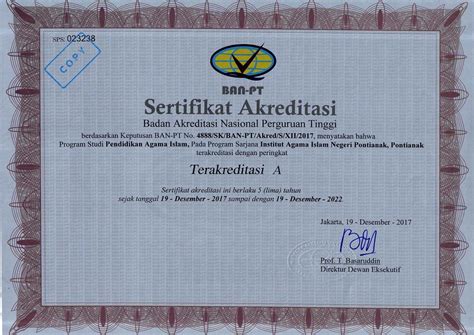 SPS: 023238
COPY
BAN-PT
Sertifikat Akreditasi
Badan Akreditasi Nasional Perguruan Tinggi
berdasarkan Keputusan BAN-PT No. 4888/SK/BAN-PT/Akred/S/XII/2017, menyatakan bahwa
Program Studi Pendidikan Agama Islam, Pada Program Sarjana Institut Agama Islam Negeri Pontianak, Pontianak
terakreditasi dengan peringkat
Terakreditasi A
Sertifikat akreditasi ini berlaku 5 (lima) tahun
sejak tanggal 19 - Desember - 2017 sampai dengan 19 - Desember - 2022.
Jakarta, 19 - Desember - 2017
Prof. T. Basaruddin
Direktur Dewan Eksekutif